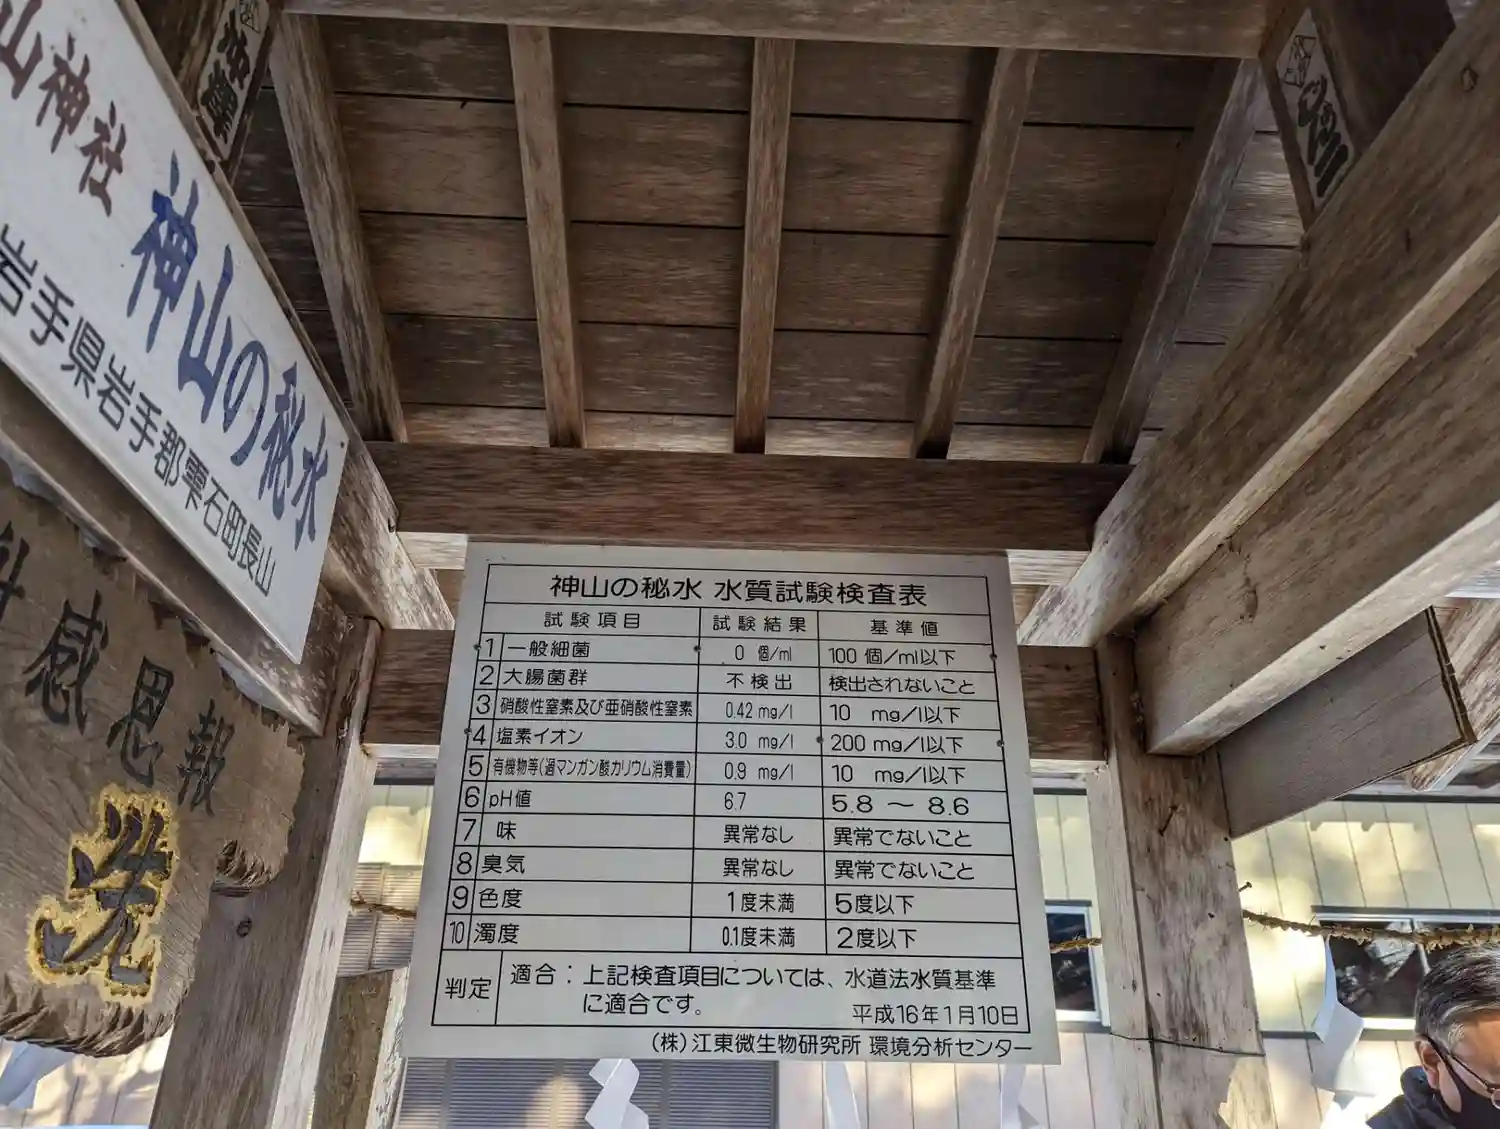 山神社
神山の秘水
岩手県岩手郡雫石町長山
感恩報
洗
神山の秘水 水質試験検査表
試験項目 試験結果 基準値
1 一般細菌 0 個/ml 100 個/ml以下
2 大腸菌群 不検出 検出されないこと
3 硝酸性窒素及び亜硝酸性窒素 0.42 mg/l 10 mg/l以下
4 塩素イオン 3.0 mg/l 200 mg/l以下
5 有機物等(過マンガン酸カリウム消費量) 0.9 mg/l 10 mg/l以下
6 pH値 6.7 5.8 ～ 8.6
7 味 異常なし 異常でないこと
8 臭気 異常なし 異常でないこと
9 色度 1度未満 5度以下
10 濁度 0.1度未満 2度以下
判定 適合：上記検査項目については、水道法水質基準
に適合です。
平成16年1月10日
(株)江東微生物研究所 環境分析センター